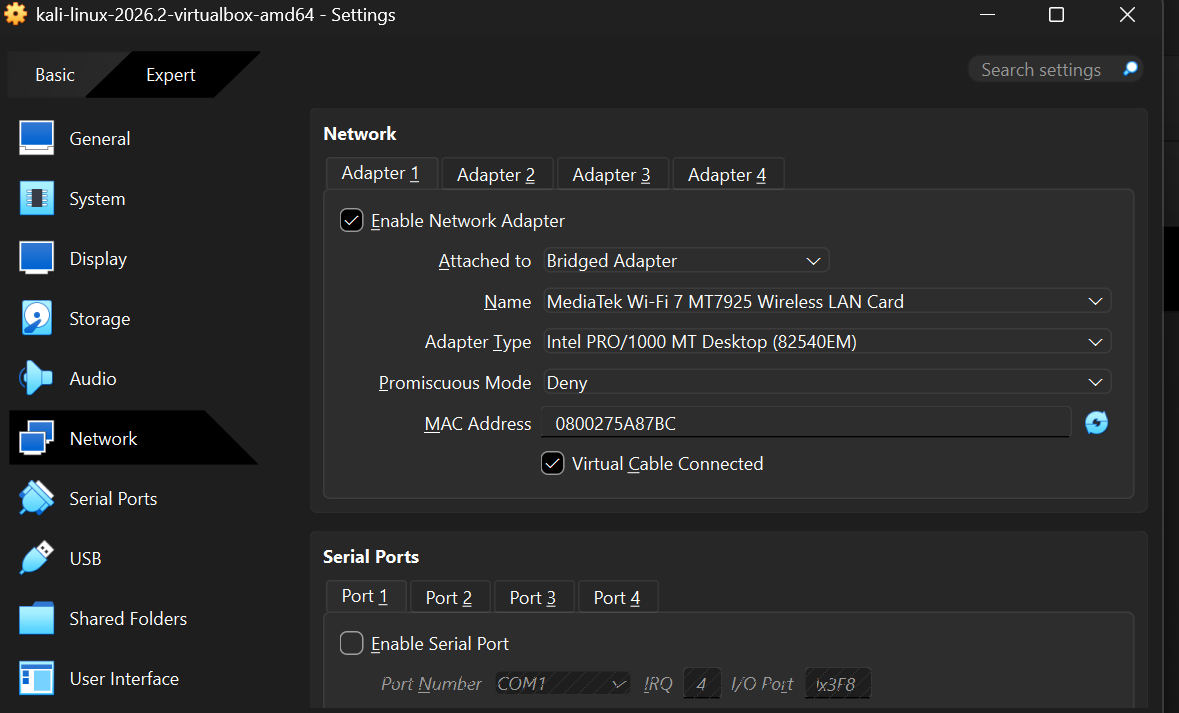 kali-linux-2026.2-virtualbox-amd64 - Settings
Basic
Expert
Search settings
General
System
Display
Storage
Audio
Network
Serial Ports
USB
Shared Folders
User Interface
Network
Adapter 1
Adapter 2
Adapter 3
Adapter 4
Enable Network Adapter
Attached to Bridged Adapter
Name MediaTek Wi-Fi 7 MT7925 Wireless LAN Card
Adapter Type Intel PRO/1000 MT Desktop (82540EM)
Promiscuous Mode Deny
MAC Address 0800275A87BC
Virtual Cable Connected
Serial Ports
Port 1
Port 2
Port 3
Port 4
Enable Serial Port
Port Number COM1 IRQ 4 I/O Port 0x3F8